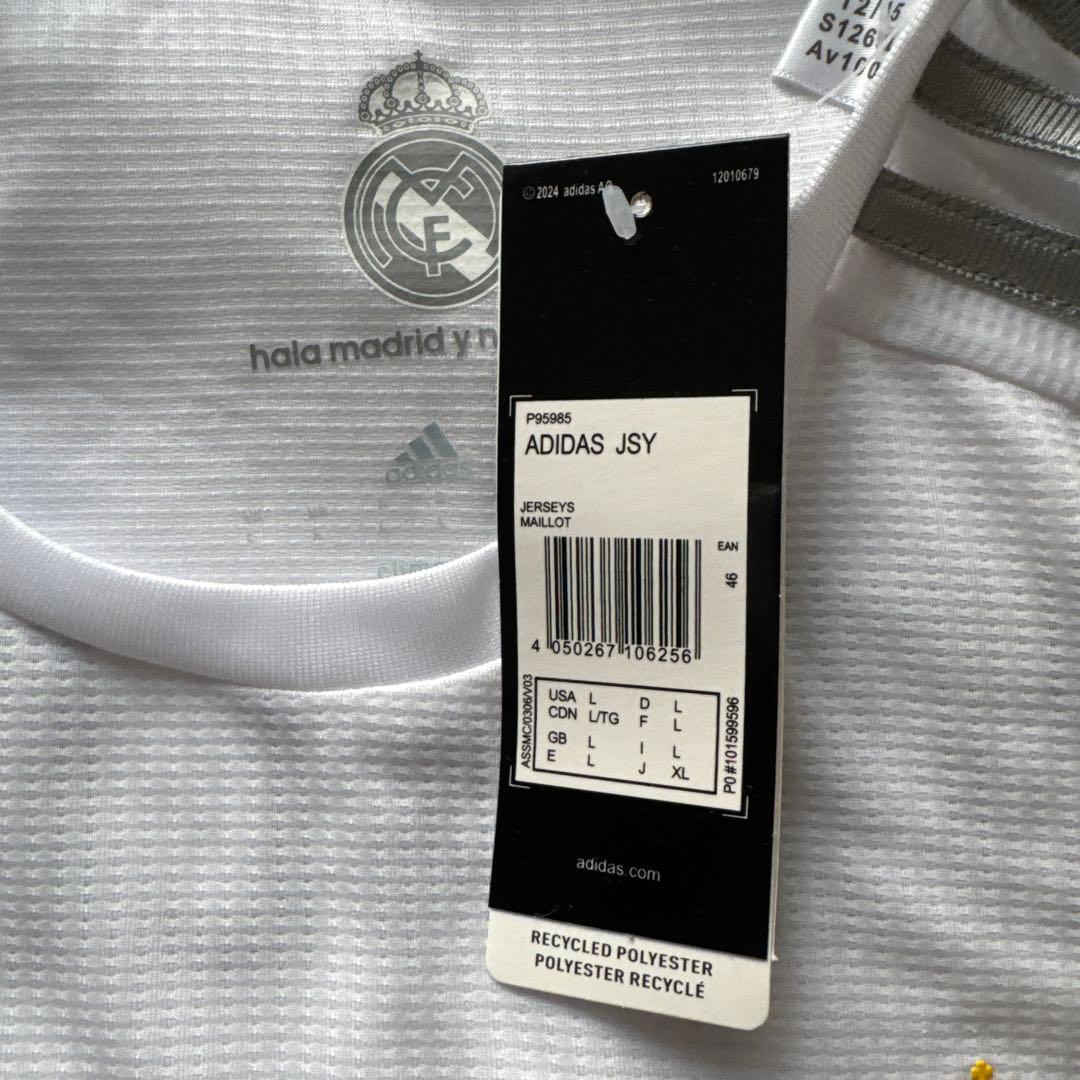 12/15
S126
Av100
hala madrid y n
adidas
© 2024 adidas AG
12010679
P95985
ADIDAS JSY
JERSEYS
MAILLOT
EAN
46
4 050267 106256
ASSMC/0306/V03
USA L D L
CDN L/TG F L
GB L I L
E L J XL
PO#101599596
adidas.com
RECYCLED POLYESTER
POLYESTER RECYCLÉ